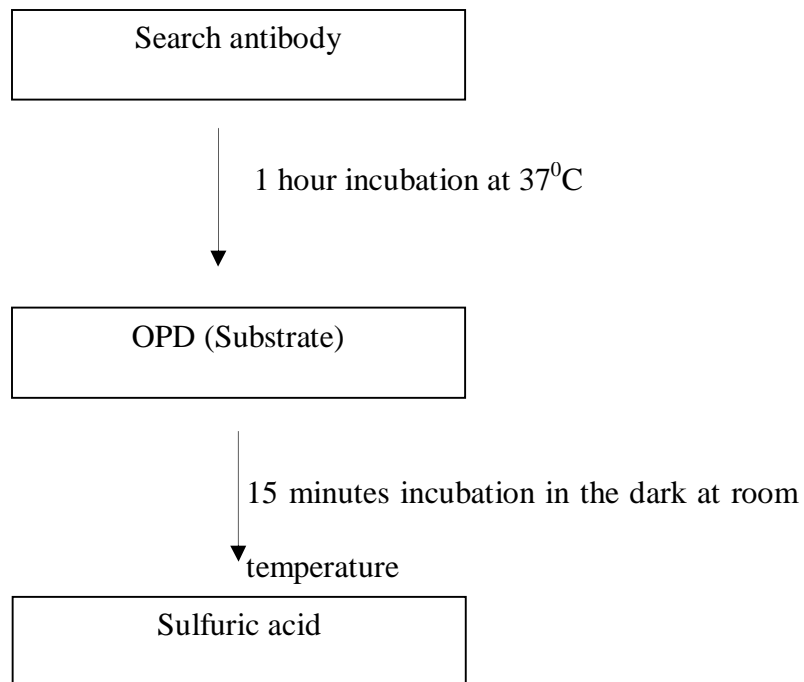 Search antibody
1 hour incubation at 37⁰C
OPD (Substrate)
15 minutes incubation in the dark at room
temperature
Sulfuric acid